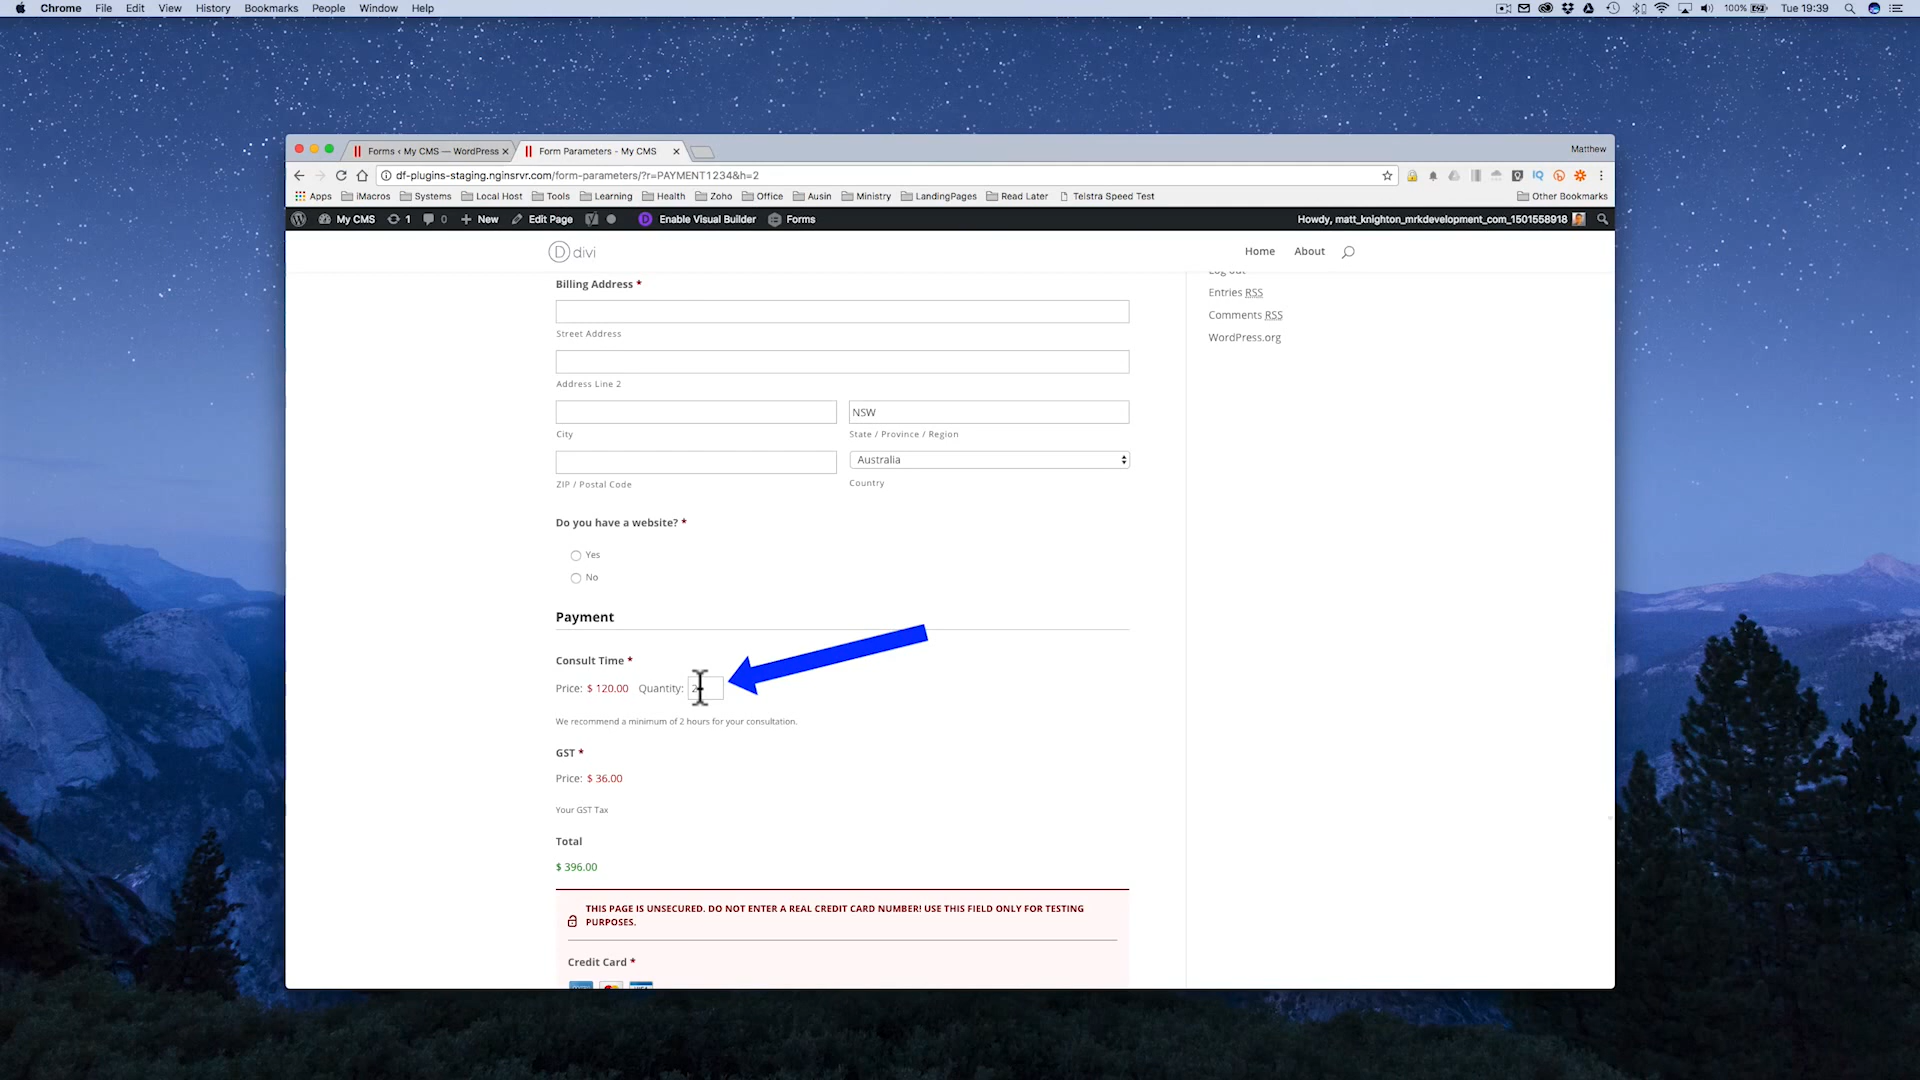 Chrome File Edit View History Bookmarks People Window Help
100% Tue 19:39
Forms ‹ My CMS — WordPress
Form Parameters - My CMS
Matthew
df-plugins-staging.nginsrvr.com/form-parameters/?r=PAYMENT1234&h=2
Apps iMacros Systems Local Host Tools Learning Health Zoho Office Ausin Ministry LandingPages Read Later Telstra Speed Test Other Bookmarks
My CMS 1 0 New Edit Page Enable Visual Builder Forms Howdy, matt_knighton_mrkdevelopment_com_1501558918
D divi
Home About
Log out
Entries RSS
Comments RSS
WordPress.org
Billing Address *
Street Address
Address Line 2
NSW
City
State / Province / Region
Australia
ZIP / Postal Code
Country
Do you have a website? *
Yes
No
Payment
Consult Time *
Price: $ 120.00 Quantity: 2
We recommend a minimum of 2 hours for your consultation.
GST *
Price: $ 36.00
Your GST Tax
Total
$ 396.00
THIS PAGE IS UNSECURED. DO NOT ENTER A REAL CREDIT CARD NUMBER! USE THIS FIELD ONLY FOR TESTING
PURPOSES.
Credit Card *